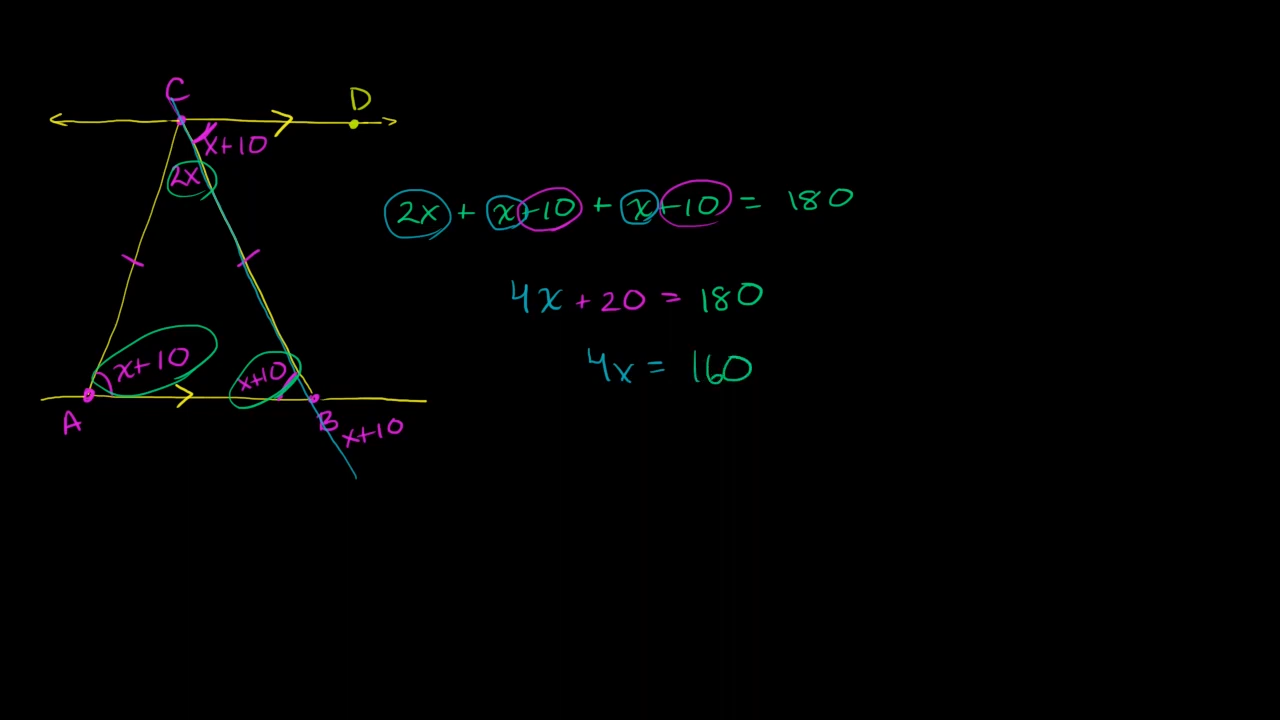 C
D
x+10
2x
2x + x+10 + x+10 = 180
4x + 20 = 180
x+10
x+10
4x = 160
A
B
x+10